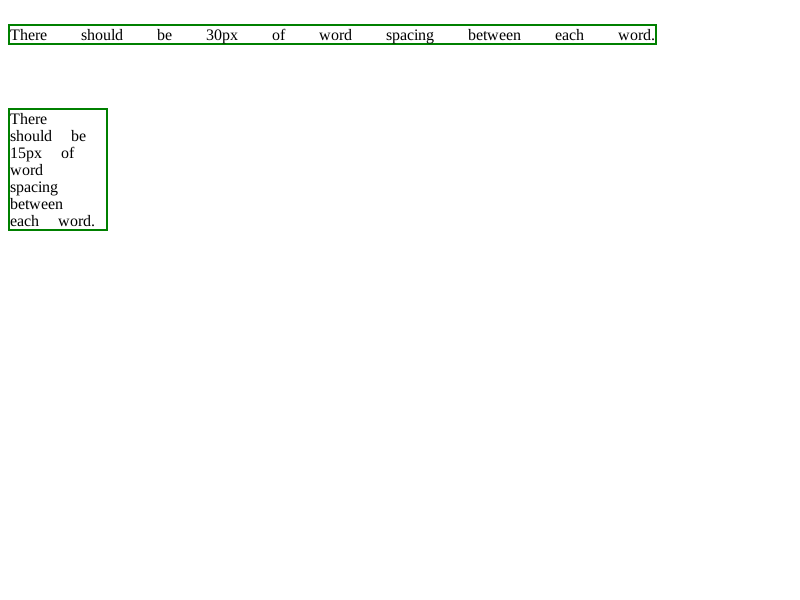 There should be 30px of word spacing between each word.
There
should be
15px of
word
spacing
between
each word.